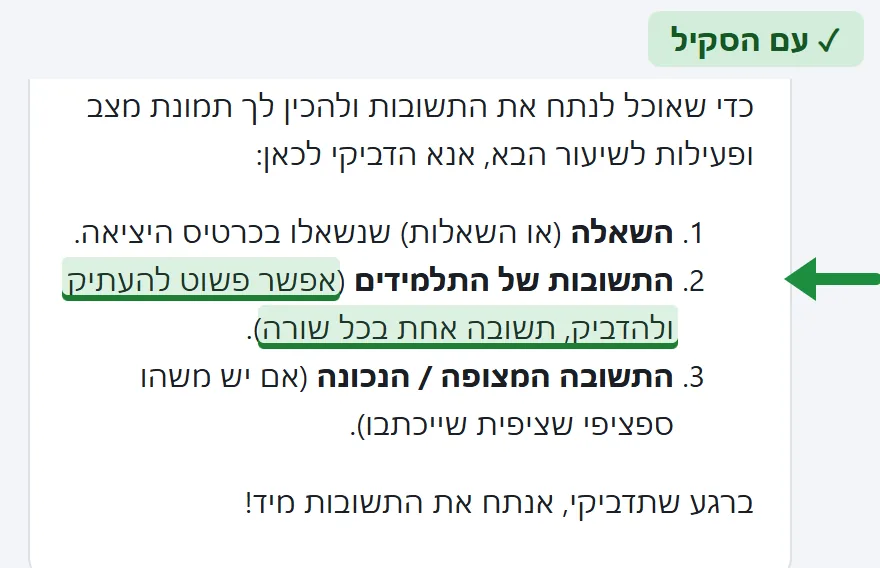 ✓ עם הסקיל
כדי שאוכל לנתח את התשובות ולהכין לך תמונת מצב
ופעילות לשיעור הבא, אנא הדביקי לכאן:
1. השאלה (או השאלות) שנשאלו בכרטיס היציאה.
2. התשובות של התלמידים (אפשר פשוט להעתיק
ולהדביק, תשובה אחת בכל שורה).
3. התשובה המצופה / הנכונה (אם יש משהו
ספציפי שציפית שייכתבו).
ברגע שתדביקי, אנתח את התשובות מיד!